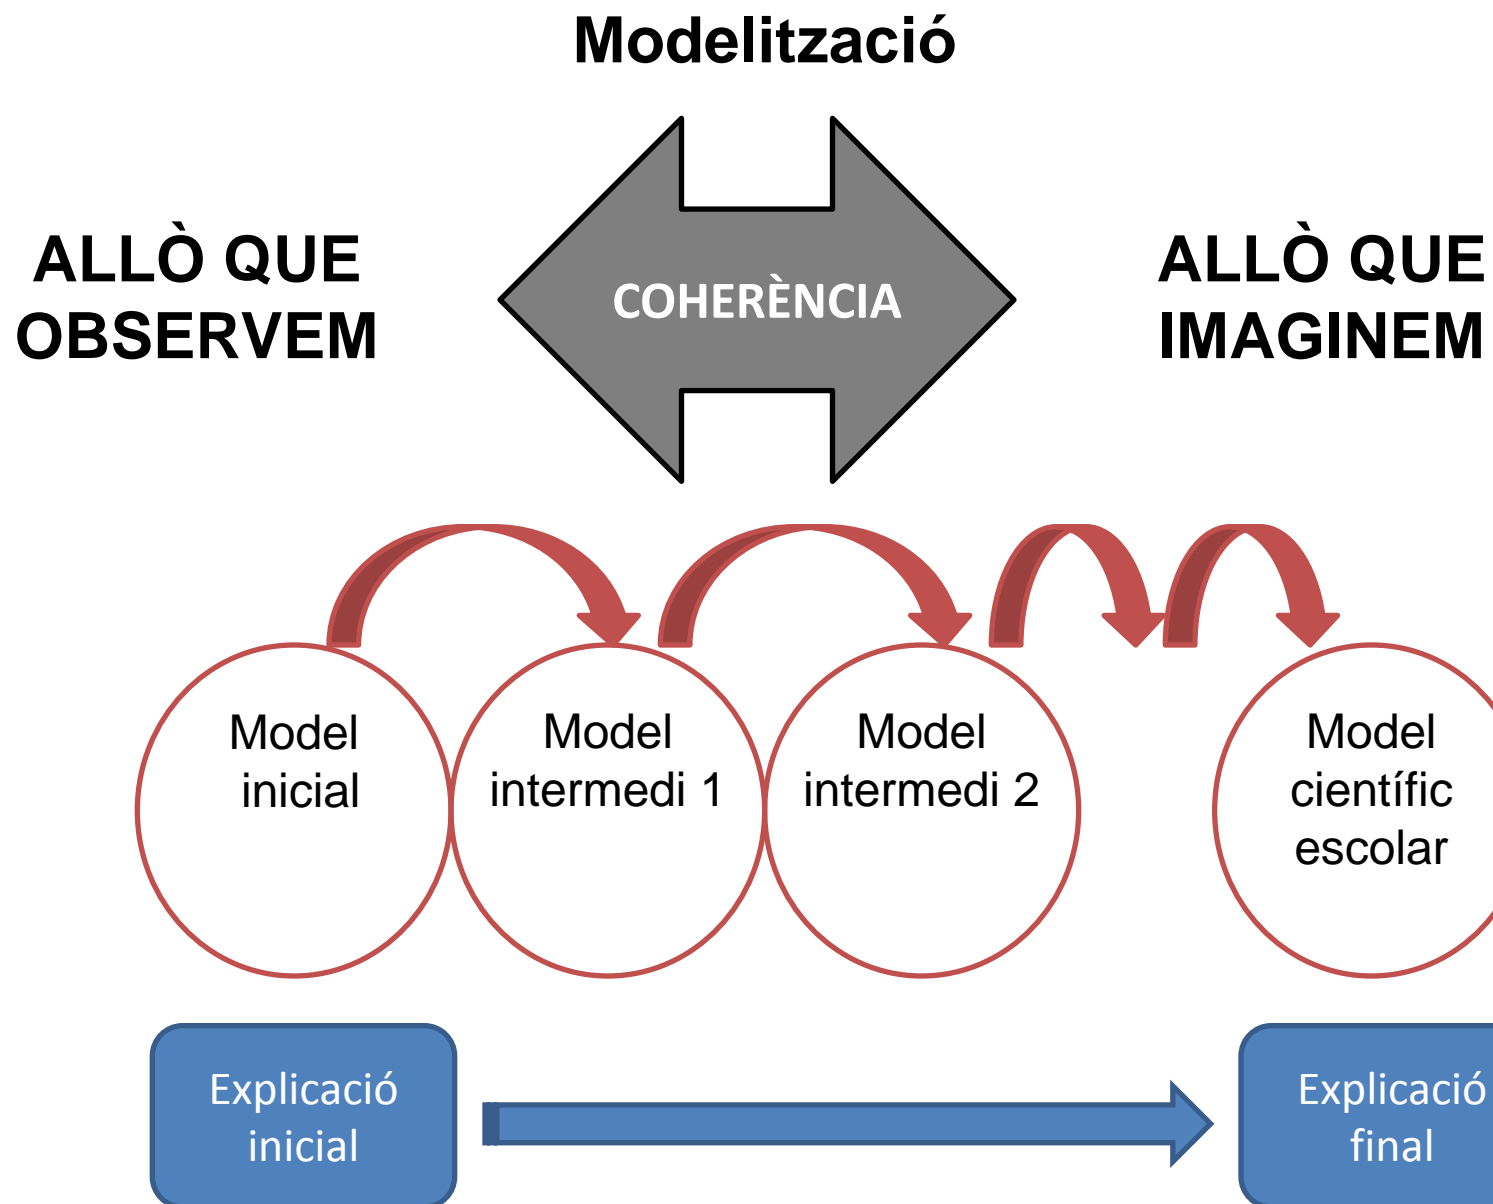 Modelització
ALLÒ QUE
OBSERVEM
COHERÈNCIA
ALLÒ QUE
IMAGINEM
Model
inicial
Model
intermedi 1
Model
intermedi 2
Model
científic
escolar
Explicació
inicial
Explicació
final